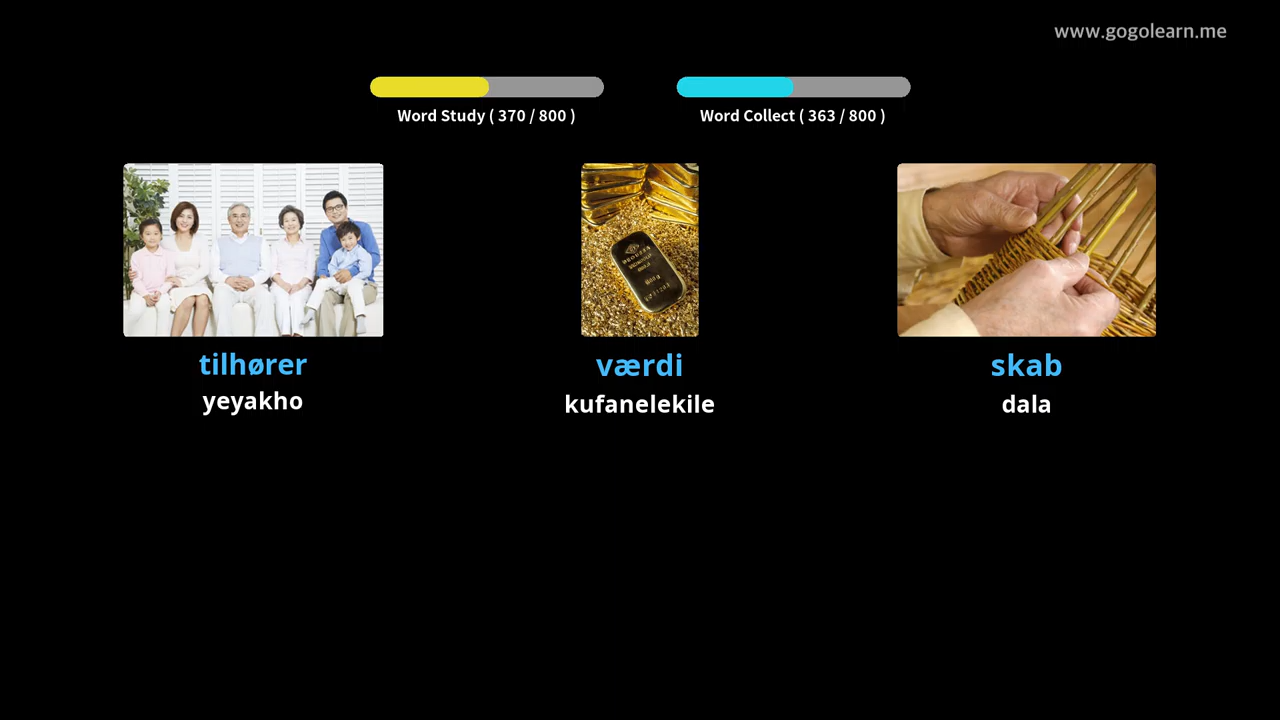 www.gogolearn.me
Word Study ( 370 / 800 )
Word Collect ( 363 / 800 )
tilhører
værdi
skab
yeyakho
kufanelekile
dala